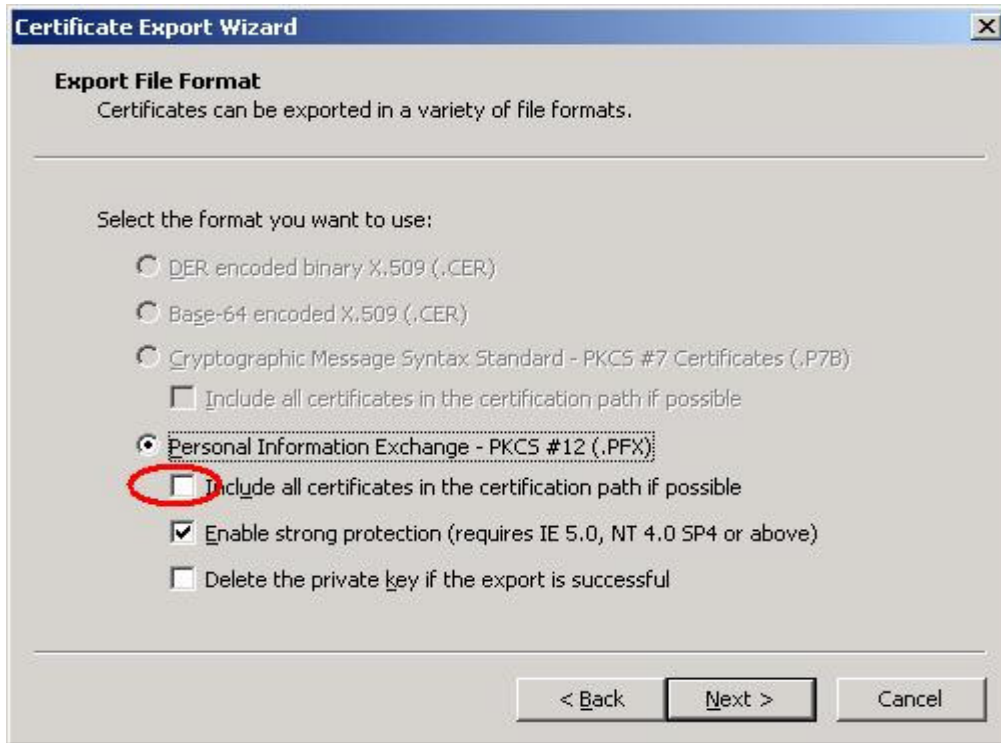 Certificate Export Wizard
Export File Format
Certificates can be exported in a variety of file formats.
Select the format you want to use:
DER encoded binary X.509 (.CER)
Base-64 encoded X.509 (.CER)
Cryptographic Message Syntax Standard - PKCS #7 Certificates (.P7B)
Include all certificates in the certification path if possible
Personal Information Exchange - PKCS #12 (.PFX)
Include all certificates in the certification path if possible
Enable strong protection (requires IE 5.0, NT 4.0 SP4 or above)
Delete the private key if the export is successful
< Back Next > Cancel